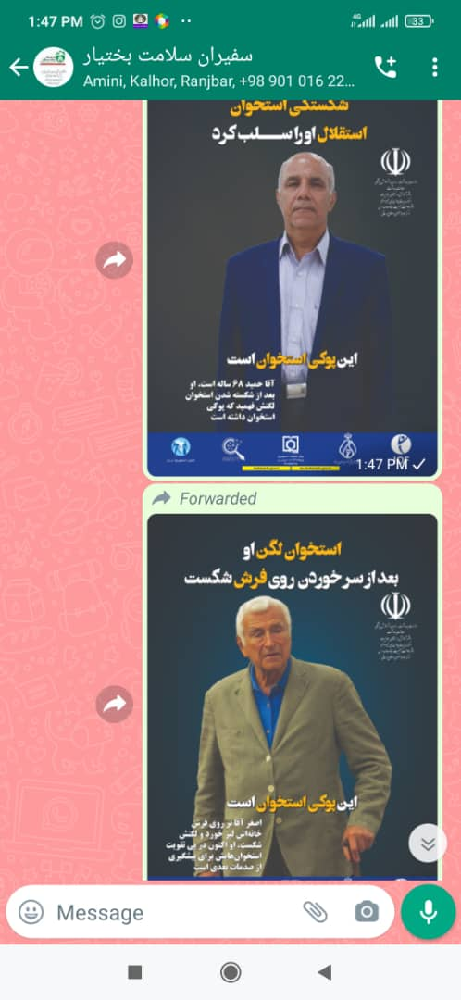 1:47 PM
4G
33
سفیران سلامت بختیار
Amini, Kalhor, Ranjbar, +98 901 016 22...
شکستگی استخوان
استقلال او را ســـلب کرد
این پوکی استخوان است
آقا حمید ۶۸ ساله است، او
بعد از شکسته شدن استخوان
لگنش فهمید که پوکی
استخوان داشته است
1:47 PM
Forwarded
استخوان لگن او
بعد از سر خوردن روی فرش شکست
این پوکی استخوان است
اصغر آقا بر روی فرش
خانه‌اش لیز خورد و لگنش
شکست، او اکنون در پی تقویت
استخوان‌هایش برای پیشگیری
از صدمات بعدی است
Message